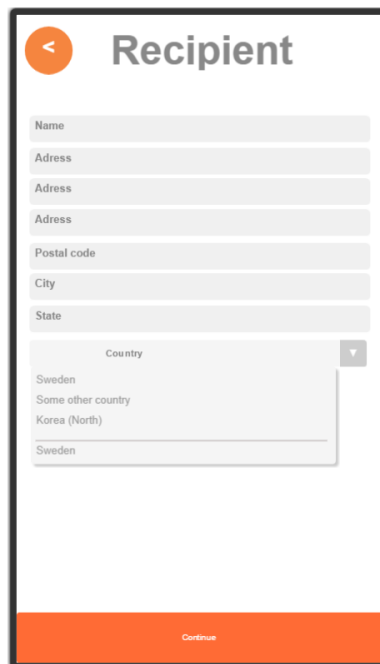 <
Recipient
Name
Adress
Adress
Adress
Postal code
City
State
Country
▼
Sweden
Some other country
Korea (North)
Sweden
Continue